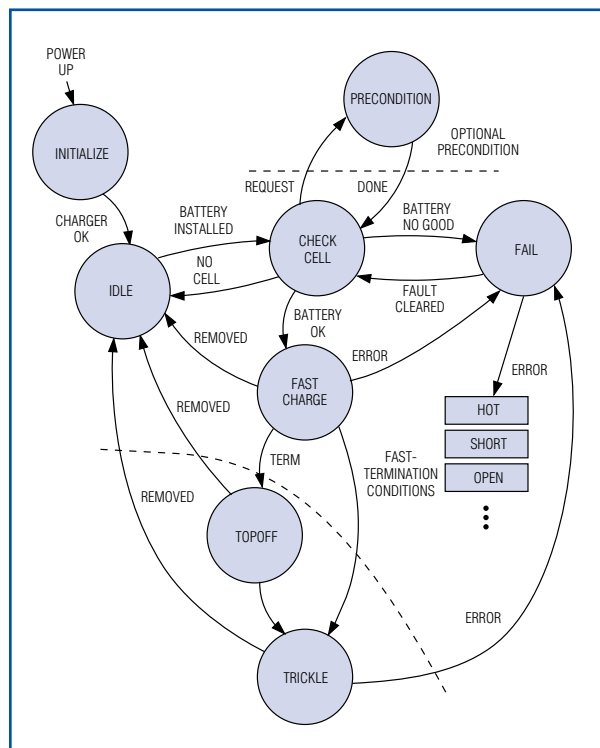 POWER
UP
INITIALIZE
PRECONDITION
OPTIONAL
PRECONDITION
REQUEST
DONE
CHARGER
OK
BATTERY
INSTALLED
BATTERY
NO GOOD
CHECK
CELL
FAIL
NO
CELL
IDLE
FAULT
CLEARED
BATTERY
OK
REMOVED
ERROR
ERROR
FAST
CHARGE
REMOVED
HOT
SHORT
OPEN
FAST-
TERMINATION
CONDITIONS
TERM
REMOVED
TOPOFF
ERROR
TRICKLE